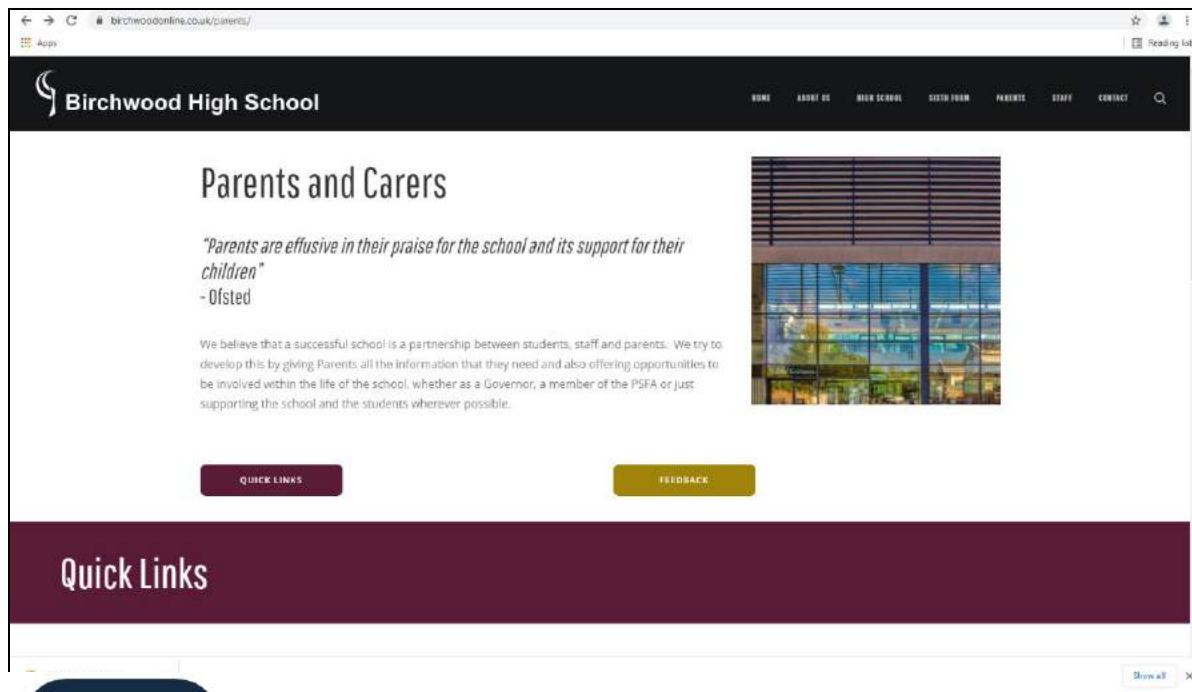 birchwoodonline.co.uk/parents/
Apps
Reading list
Birchwood High School
HOME ABOUT US HIGH SCHOOL SIXTH FORM PARENTS STAFF CONTACT
Parents and Carers
"Parents are effusive in their praise for the school and its support for their
children"
- Ofsted
We believe that a successful school is a partnership between students, staff and parents. We try to
develop this by giving Parents all the information that they need and also offering opportunities to
be involved within the life of the school, whether as a Governor, a member of the PSFA or just
supporting the school and the students wherever possible.
QUICK LINKS
FEEDBACK
Quick Links
Show all